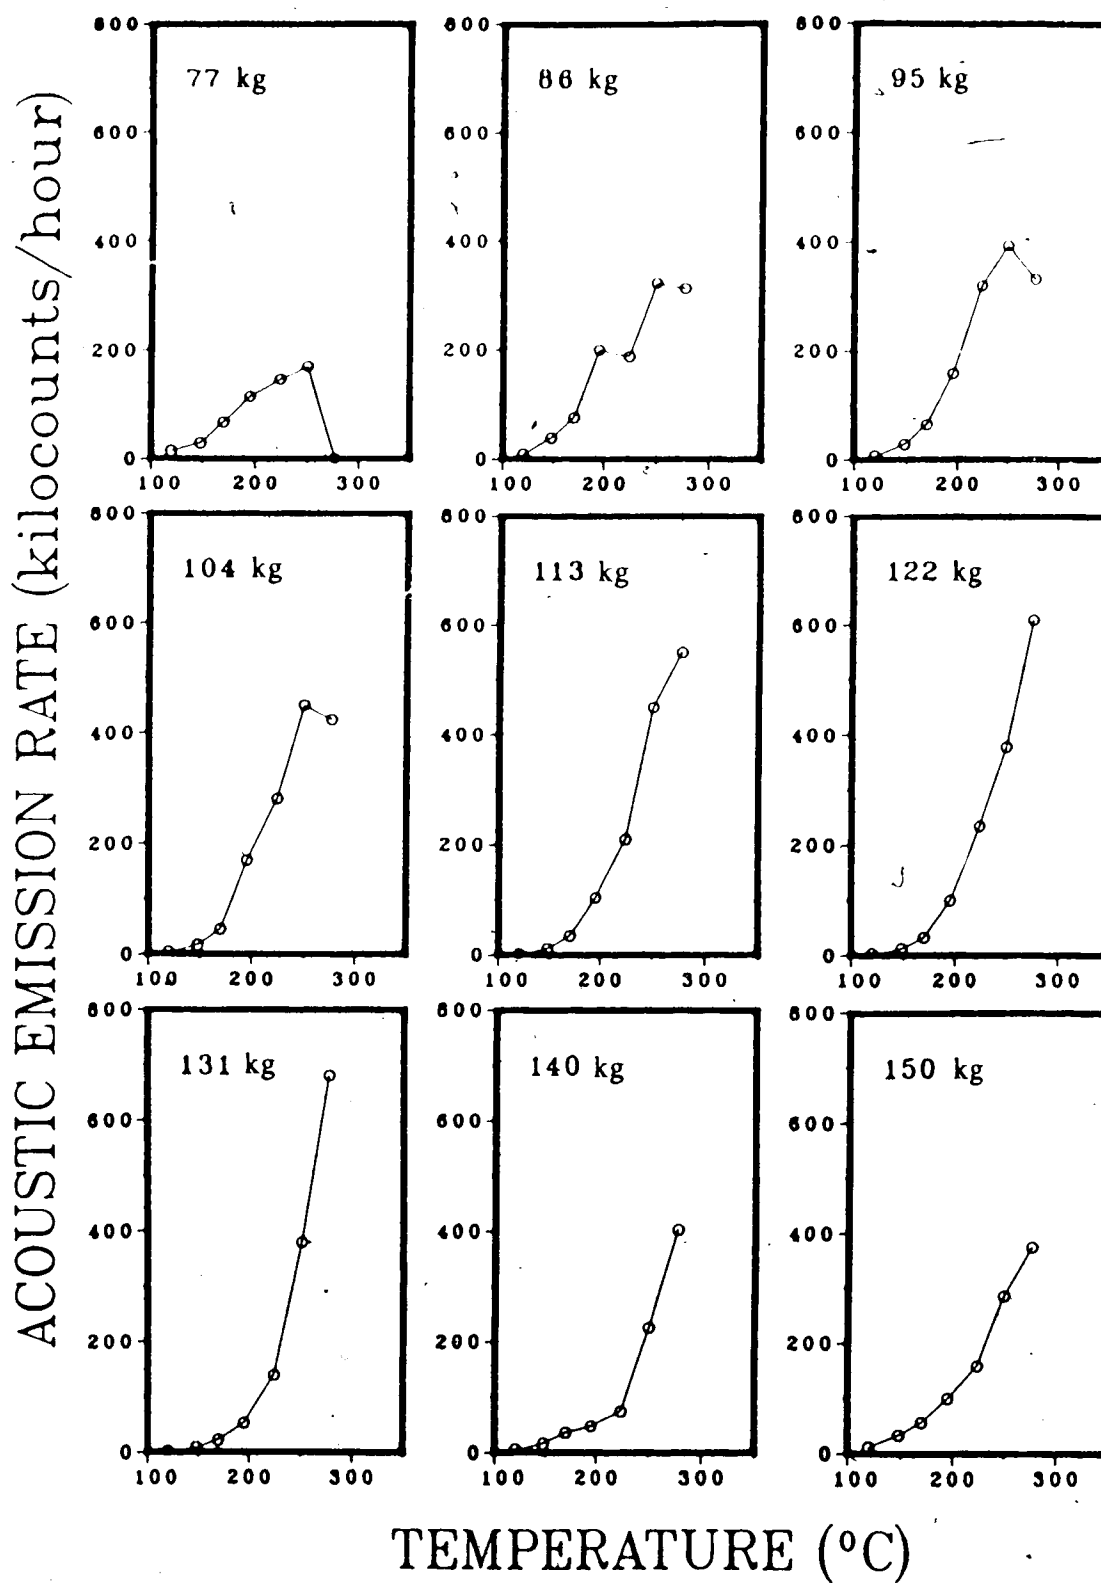 ACOUSTIC EMISSION RATE (kilocounts/hour)
800
600
400
200
0
77 kg
100 200 300
800
600
400
200
0
86 kg
100 200 300
800
600
400
200
0
95 kg
100 200 300
800
600
400
200
0
104 kg
100 200 300
800
600
400
200
0
113 kg
100 200 300
800
600
400
200
0
122 kg
100 200 300
800
600
400
200
0
131 kg
100 200 300
800
600
400
200
0
140 kg
100 200 300
800
600
400
200
0
150 kg
100 200 300
TEMPERATURE (°C)